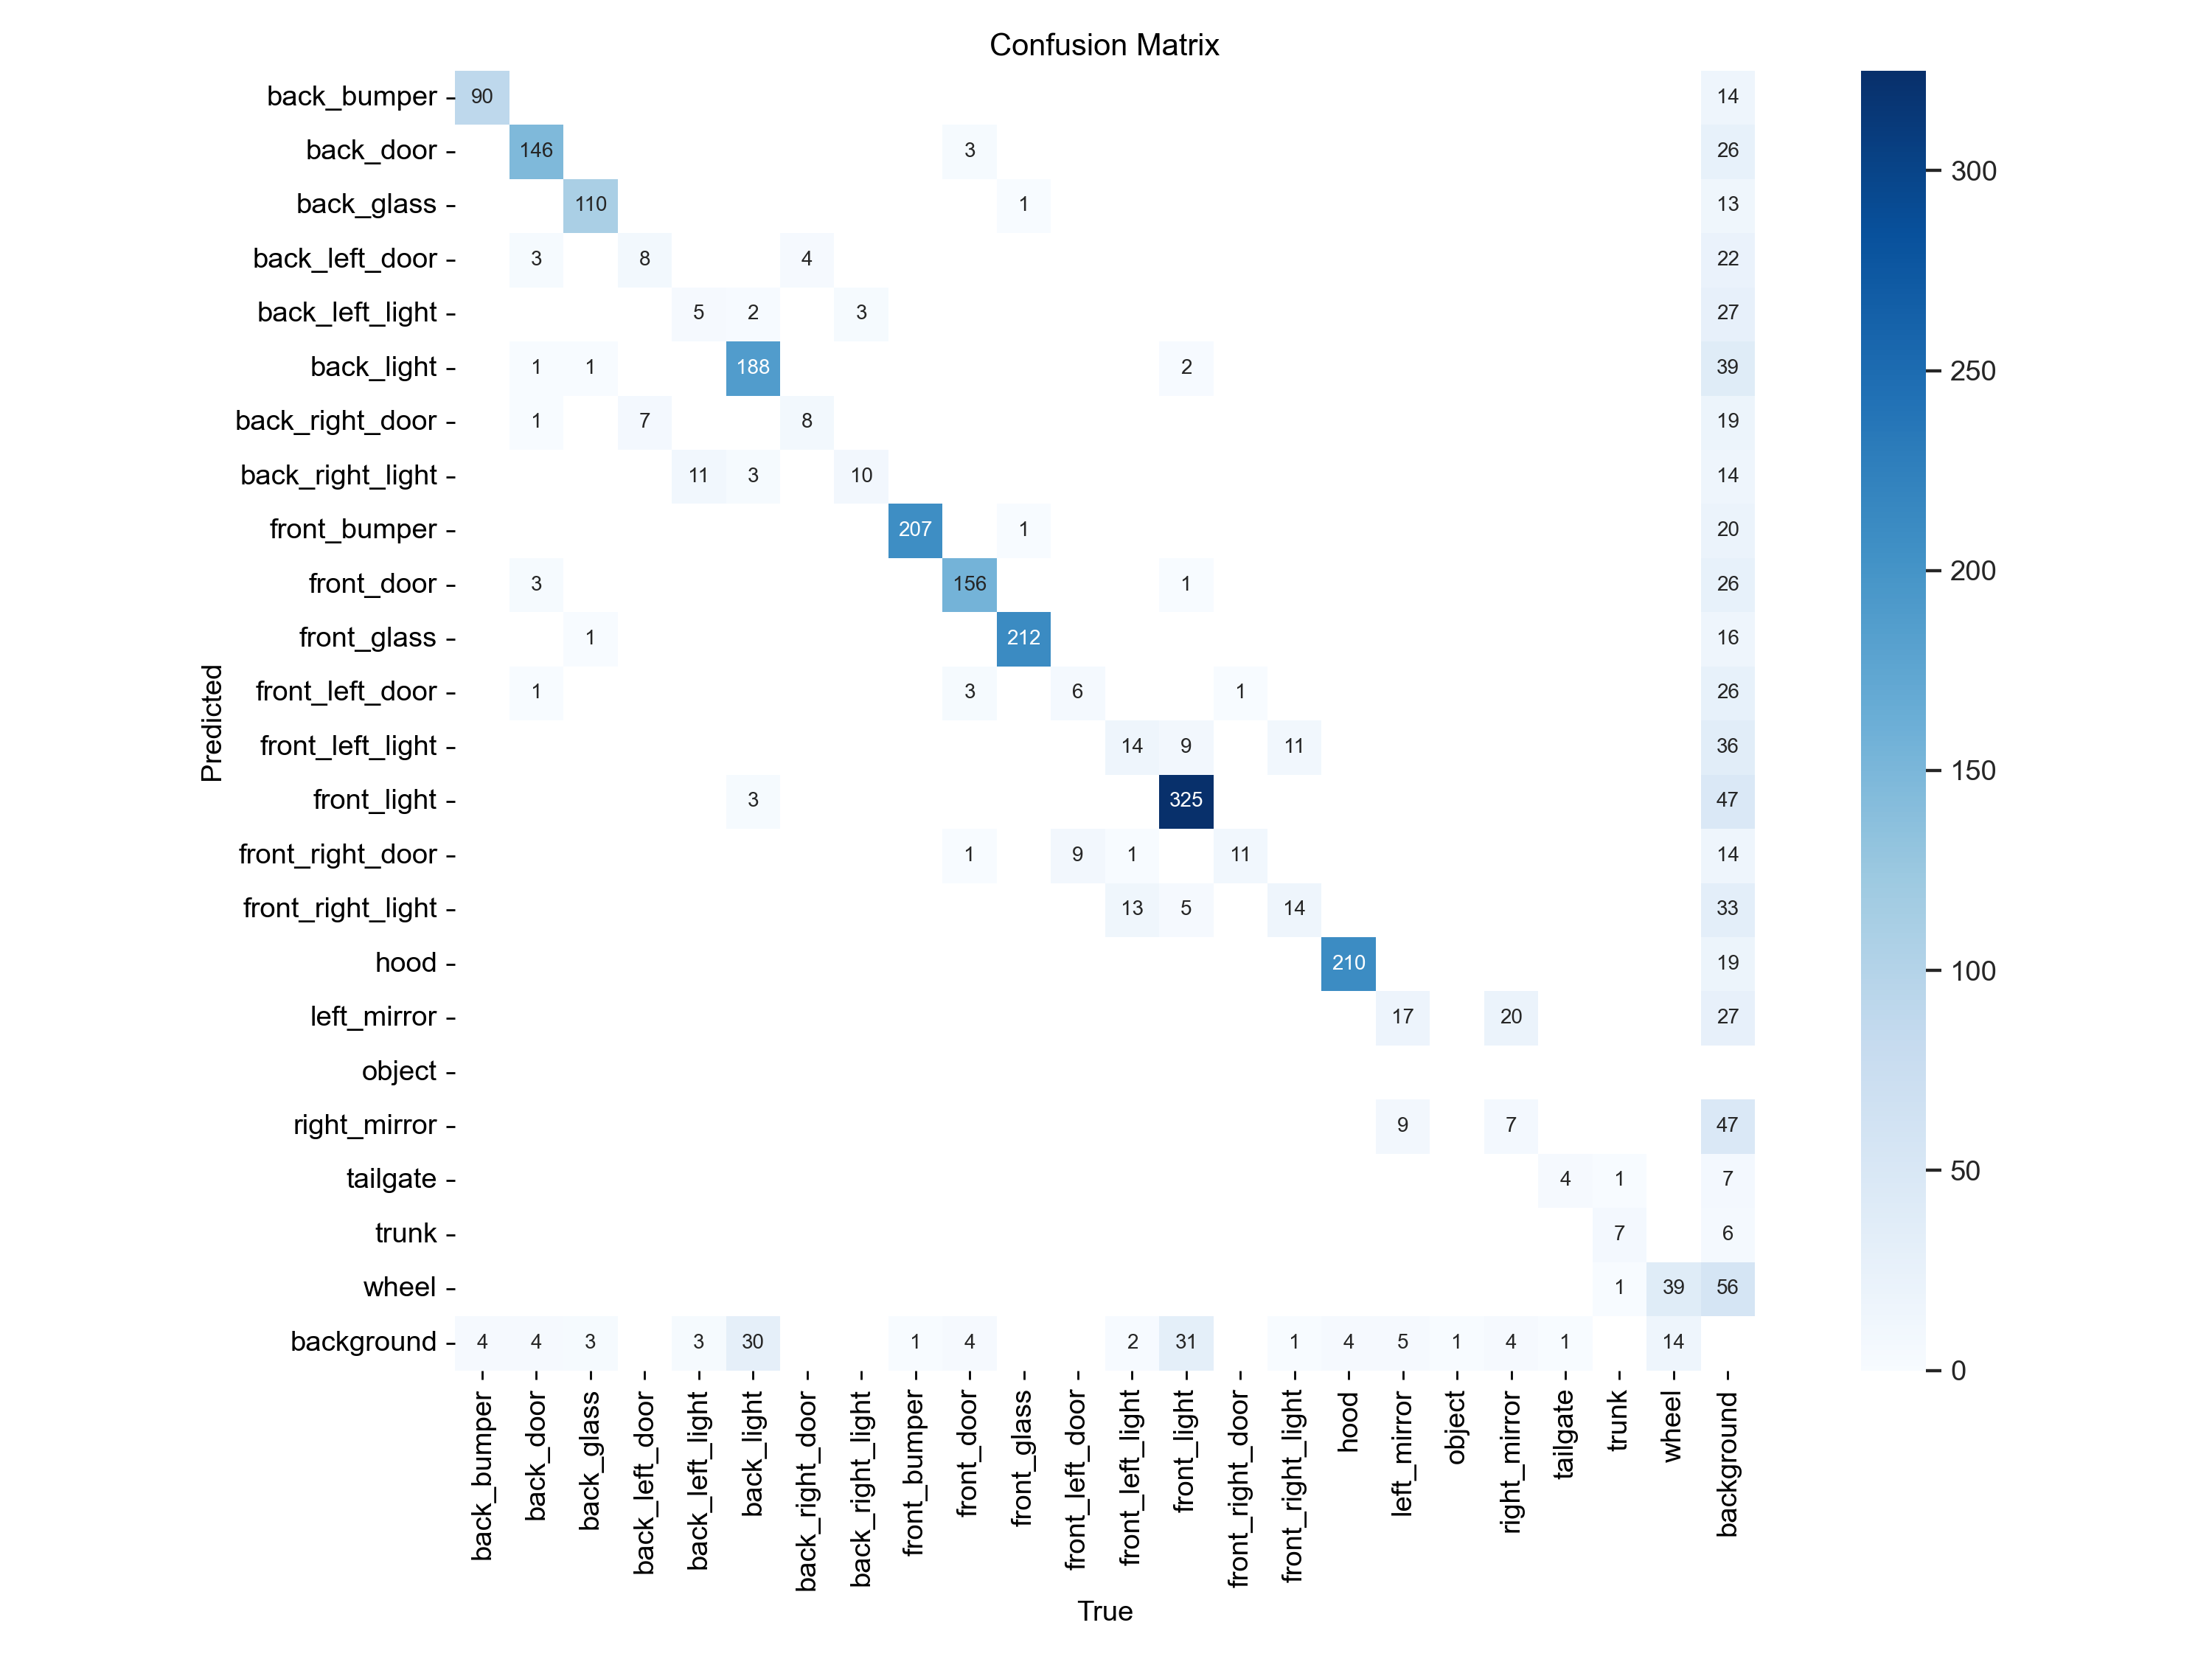 Confusion Matrix
back_bumper 90 14
back_door 146 3 26
back_glass 110 1 13
back_left_door 3 8 4 22
back_left_light 5 2 3 27
back_light 1 1 188 2 39
back_right_door 1 7 8 19
back_right_light 11 3 10 14
front_bumper 207 1 20
front_door 3 156 1 26
front_glass 1 212 16
front_left_door 1 3 6 1 26
front_left_light 14 9 11 36
front_light 3 325 47
front_right_door 1 9 1 11 14
front_right_light 13 5 14 33
hood 210 19
left_mirror 17 20 27
object
right_mirror 9 7 47
tailgate 4 1 7
trunk 7 6
wheel 1 39 56
background 4 4 3 3 30 1 4 2 31 1 4 5 1 4 1 14
Predicted
back_bumper
back_door
back_glass
back_left_door
back_left_light
back_light
back_right_door
back_right_light
front_bumper
front_door
front_glass
front_left_door
front_left_light
front_light
front_right_door
front_right_light
hood
left_mirror
object
right_mirror
tailgate
trunk
wheel
background
True
300
250
200
150
100
50
0